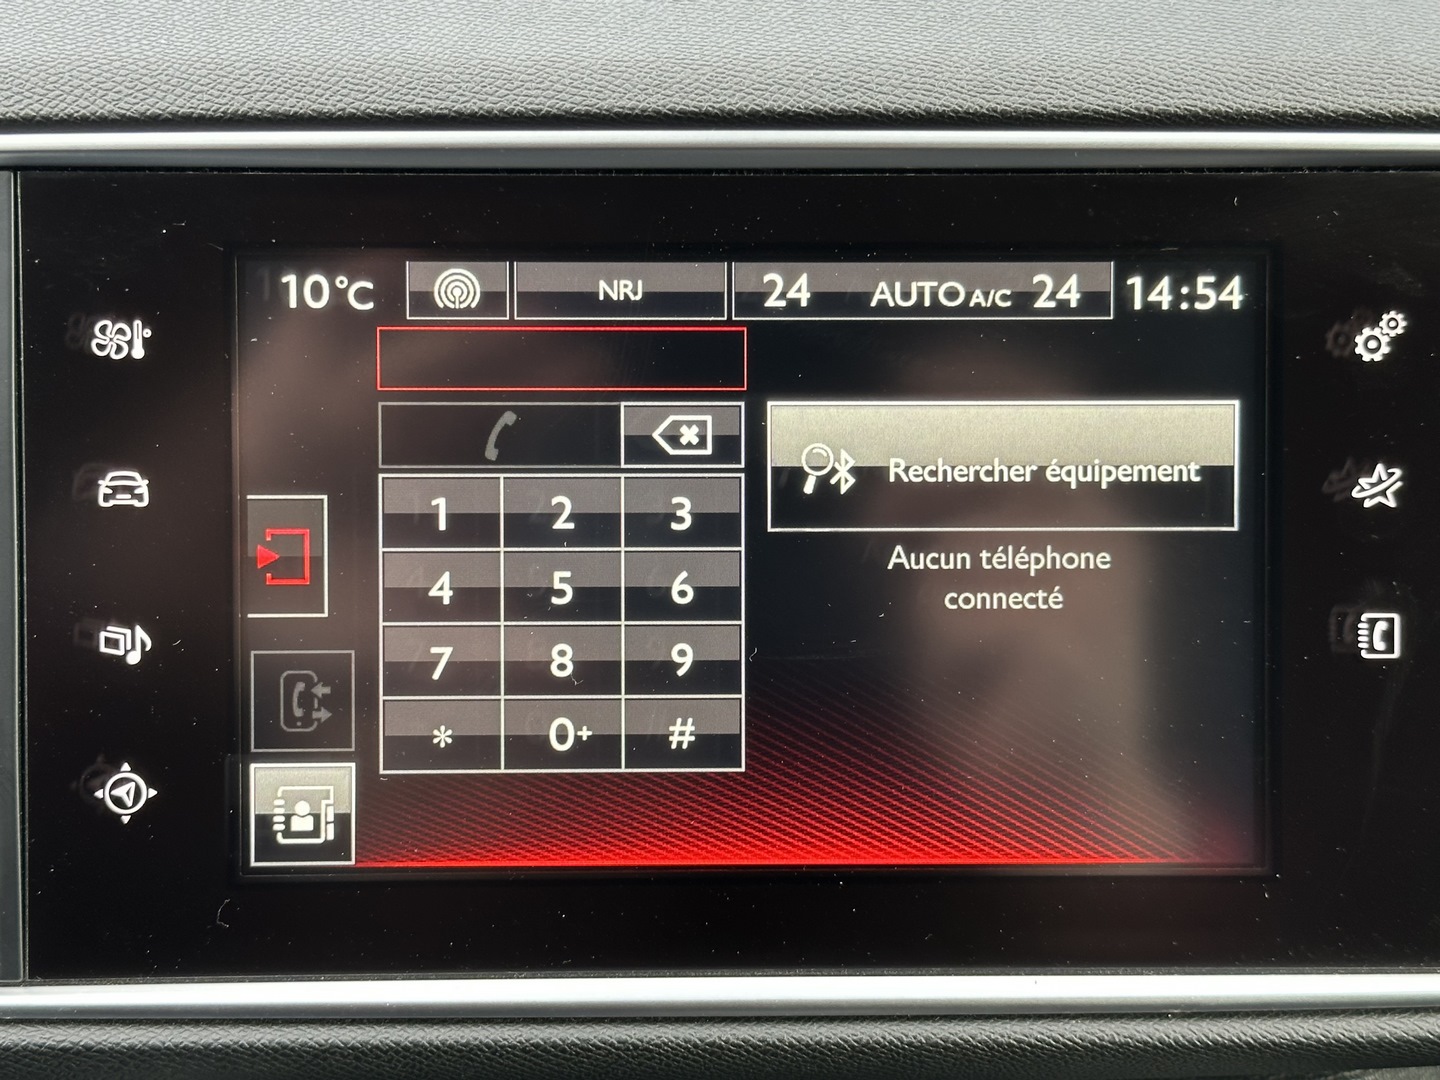 10°C
NRJ
24 AUTO A/C 24
14:54
1 2 3
4 5 6
7 8 9
* 0+ #
Rechercher équipement
Aucun téléphone
connecté